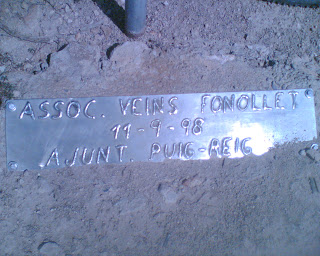 ASSOC. VEINS FONOLLET
11-9-98
AJUNT. PUIG-REIG